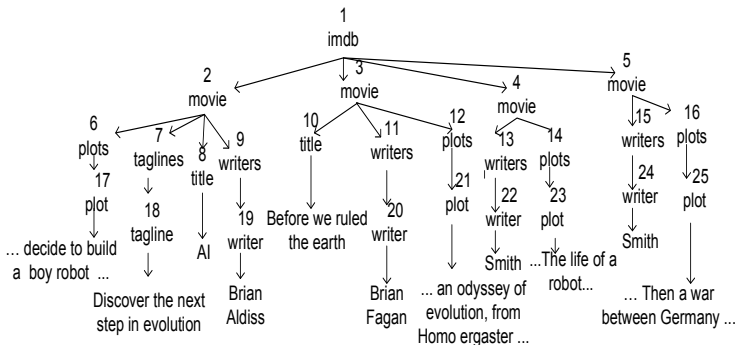 1
imdb
2
movie
3
movie
4
movie
5
movie
6
plots
7
taglines
8
title
9
writers
10
title
11
writers
12
plots
13
writers
14
plots
15
writers
16
plots
17
plot
18
tagline
19
writer
20
writer
21
plot
22
writer
23
plot
24
writer
25
plot
... decide to build
a boy robot ...
Discover the next
step in evolution
AI
Brian
Aldiss
Before we ruled
the earth
Brian
Fagan
... an odyssey of
evolution, from
Homo ergaster ...
Smith
...The life of a
robot...
Smith
... Then a war
between Germany ...